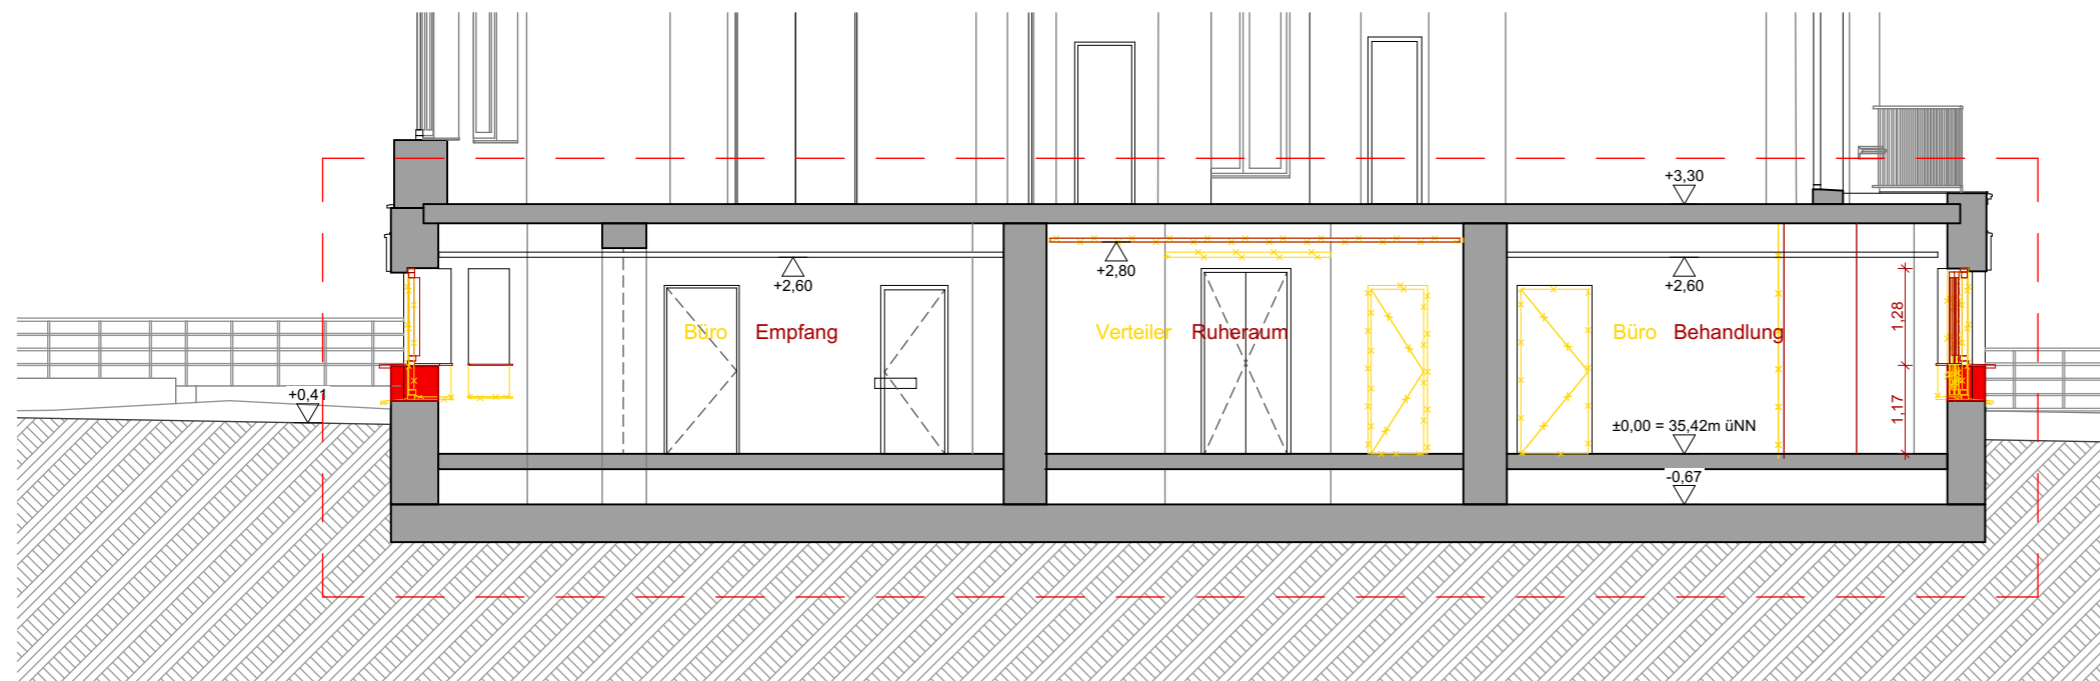 +3,30
+2,80
+2,60
+2,60
1,28
Büro Empfang
Verteiler Ruheraum
Büro Behandlung
+0,41
1,17
±0,00 = 35,42m üNN
-0,67